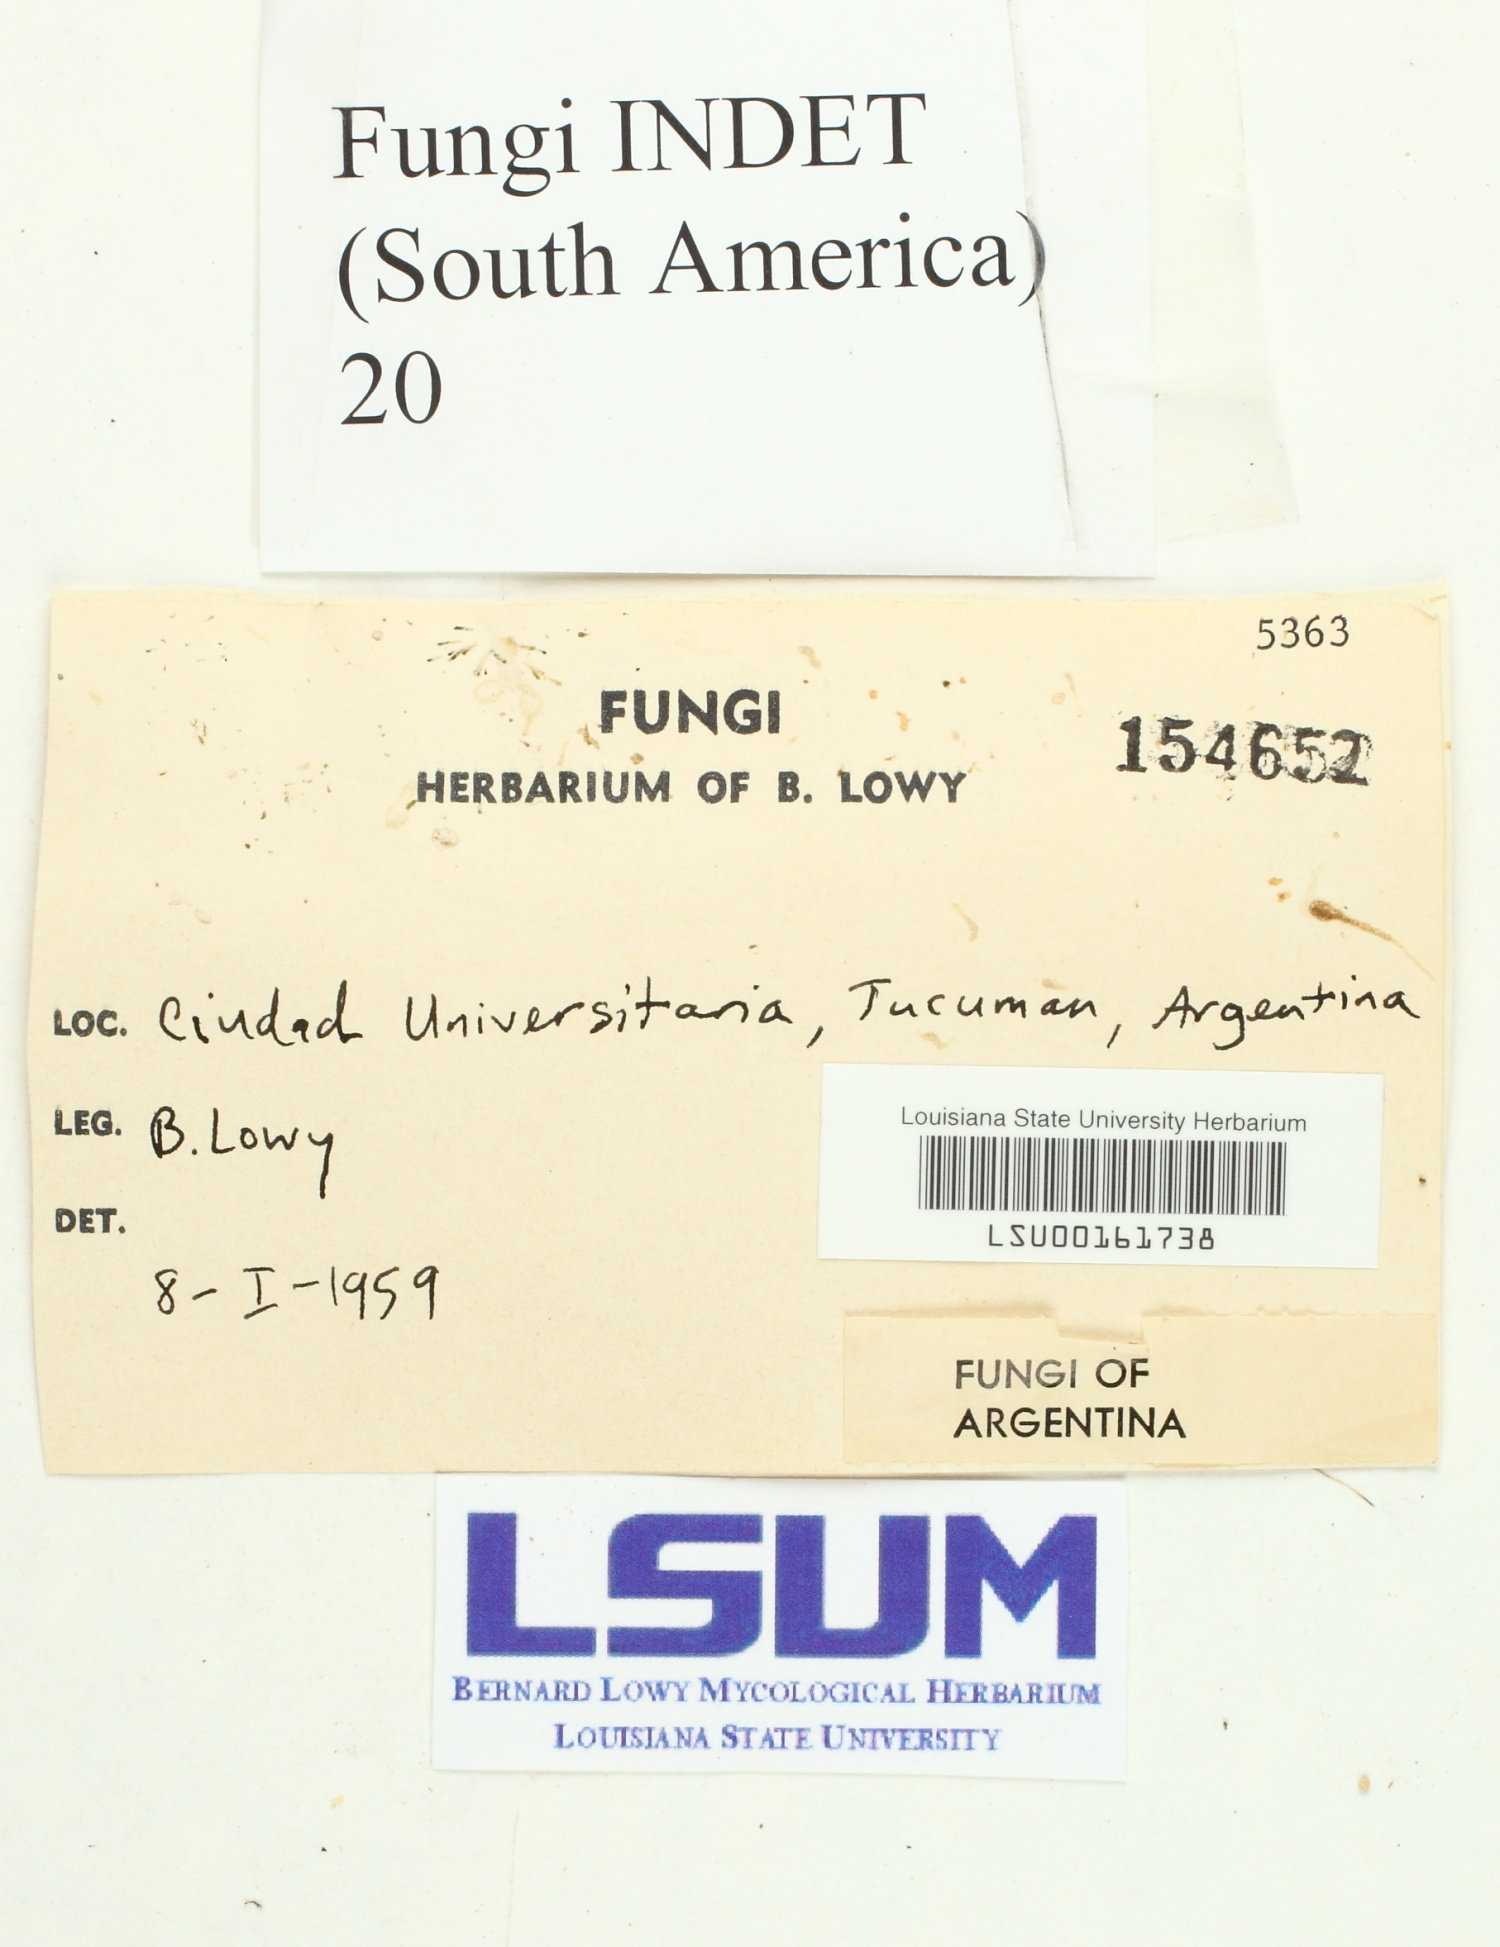 Fungi INDET
(South America)
20
5363
FUNGI
154652
HERBARIUM OF B. LOWY
LOC. Ciudad Universitaria, Tucuman, Argentina
LEG. B. Lowy
Louisiana State University Herbarium
LSU00161738
DET.
8-I-1959
FUNGI OF
ARGENTINA
LSUM
BERNARD LOWY MYCOLOGICAL HERBARIUM
LOUISIANA STATE UNIVERSITY